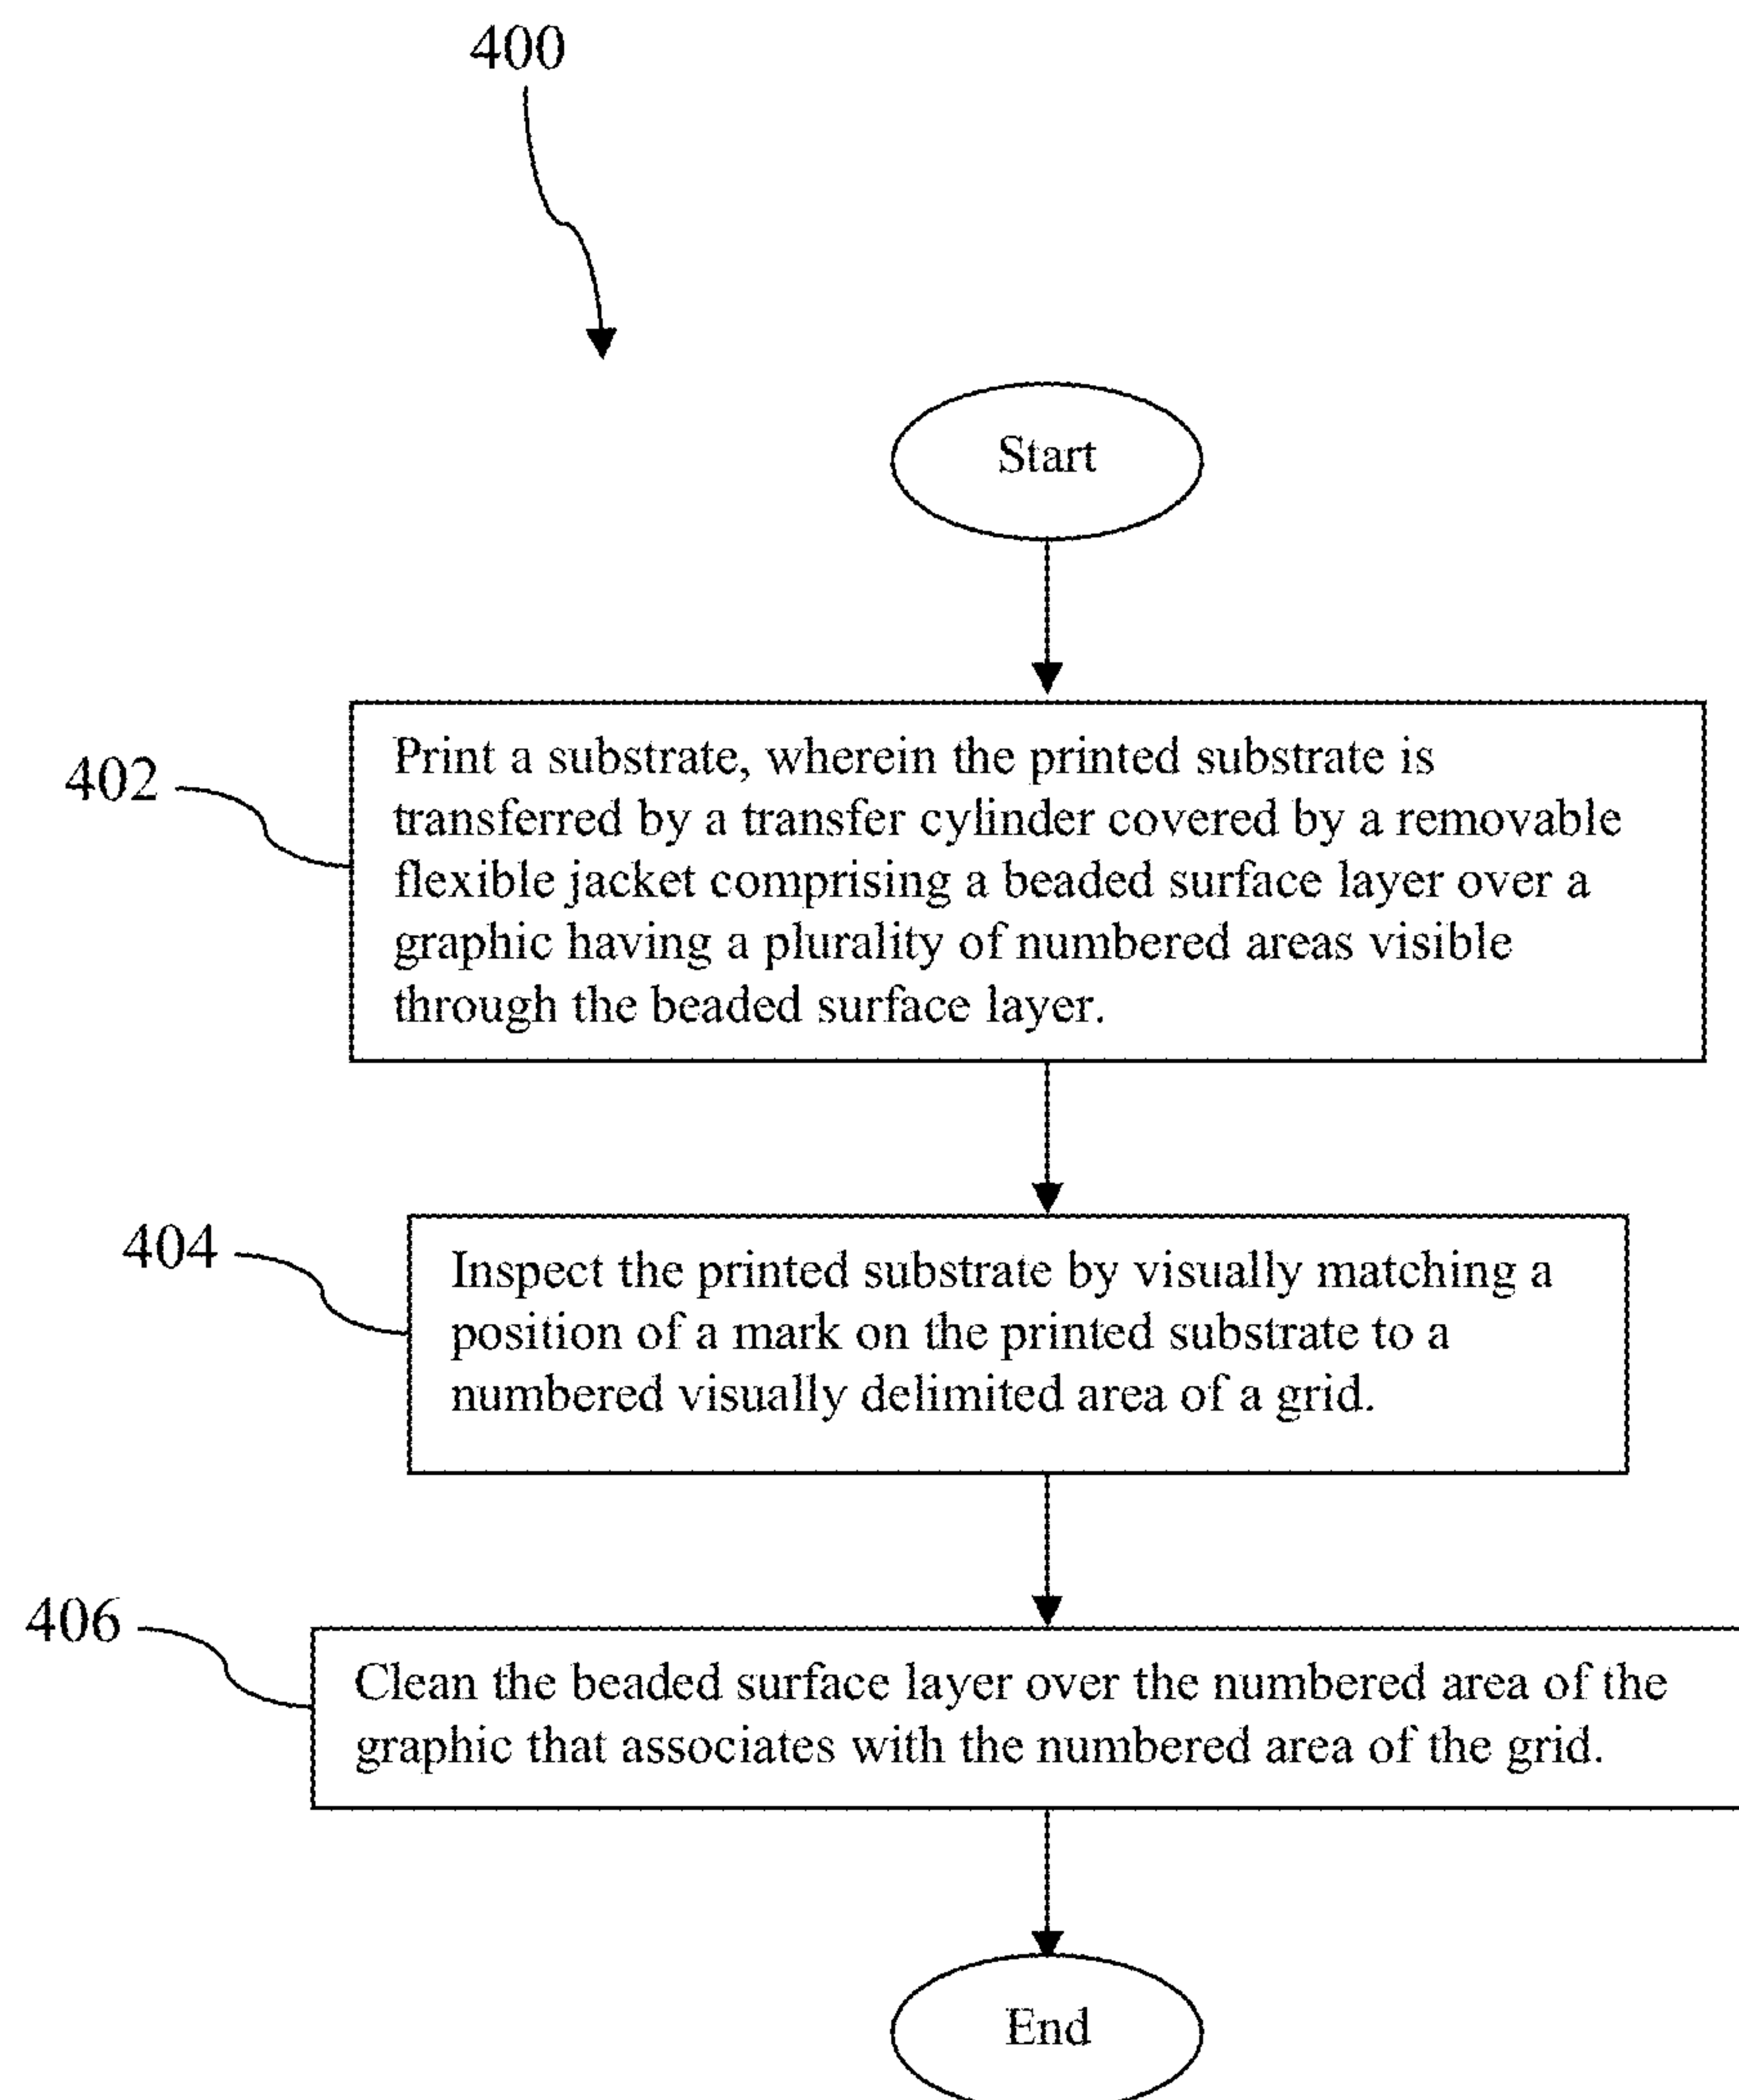 400
Start
402
Print a substrate, wherein the printed substrate is
transferred by a transfer cylinder covered by a removable
flexible jacket comprising a beaded surface layer over a
graphic having a plurality of numbered areas visible
through the beaded surface layer.
404
Inspect the printed substrate by visually matching a
position of a mark on the printed substrate to a
numbered visually delimited area of a grid.
406
Clean the beaded surface layer over the numbered area of the
graphic that associates with the numbered area of the grid.
End